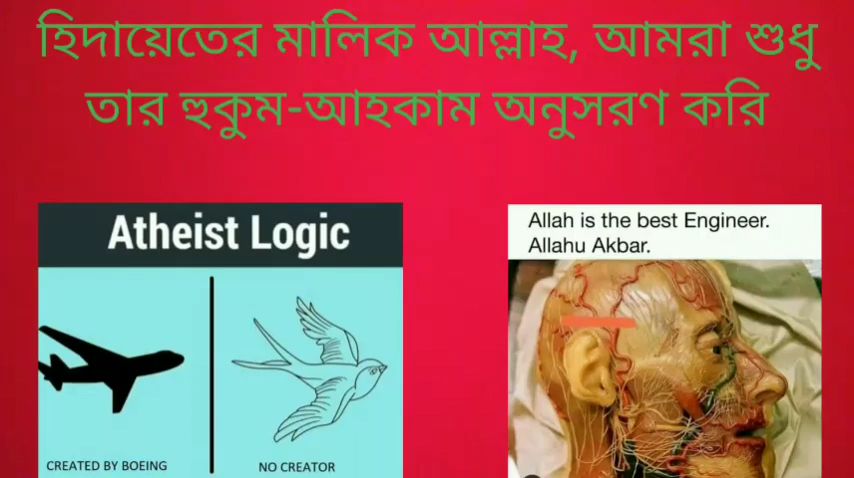 হিদায়েতের মালিক আল্লাহ, আমরা শুধু
তার হুকুম-আহকাম অনুসরণ করি
Atheist Logic
CREATED BY BOEING
NO CREATOR
Allah is the best Engineer.
Allahu Akbar.